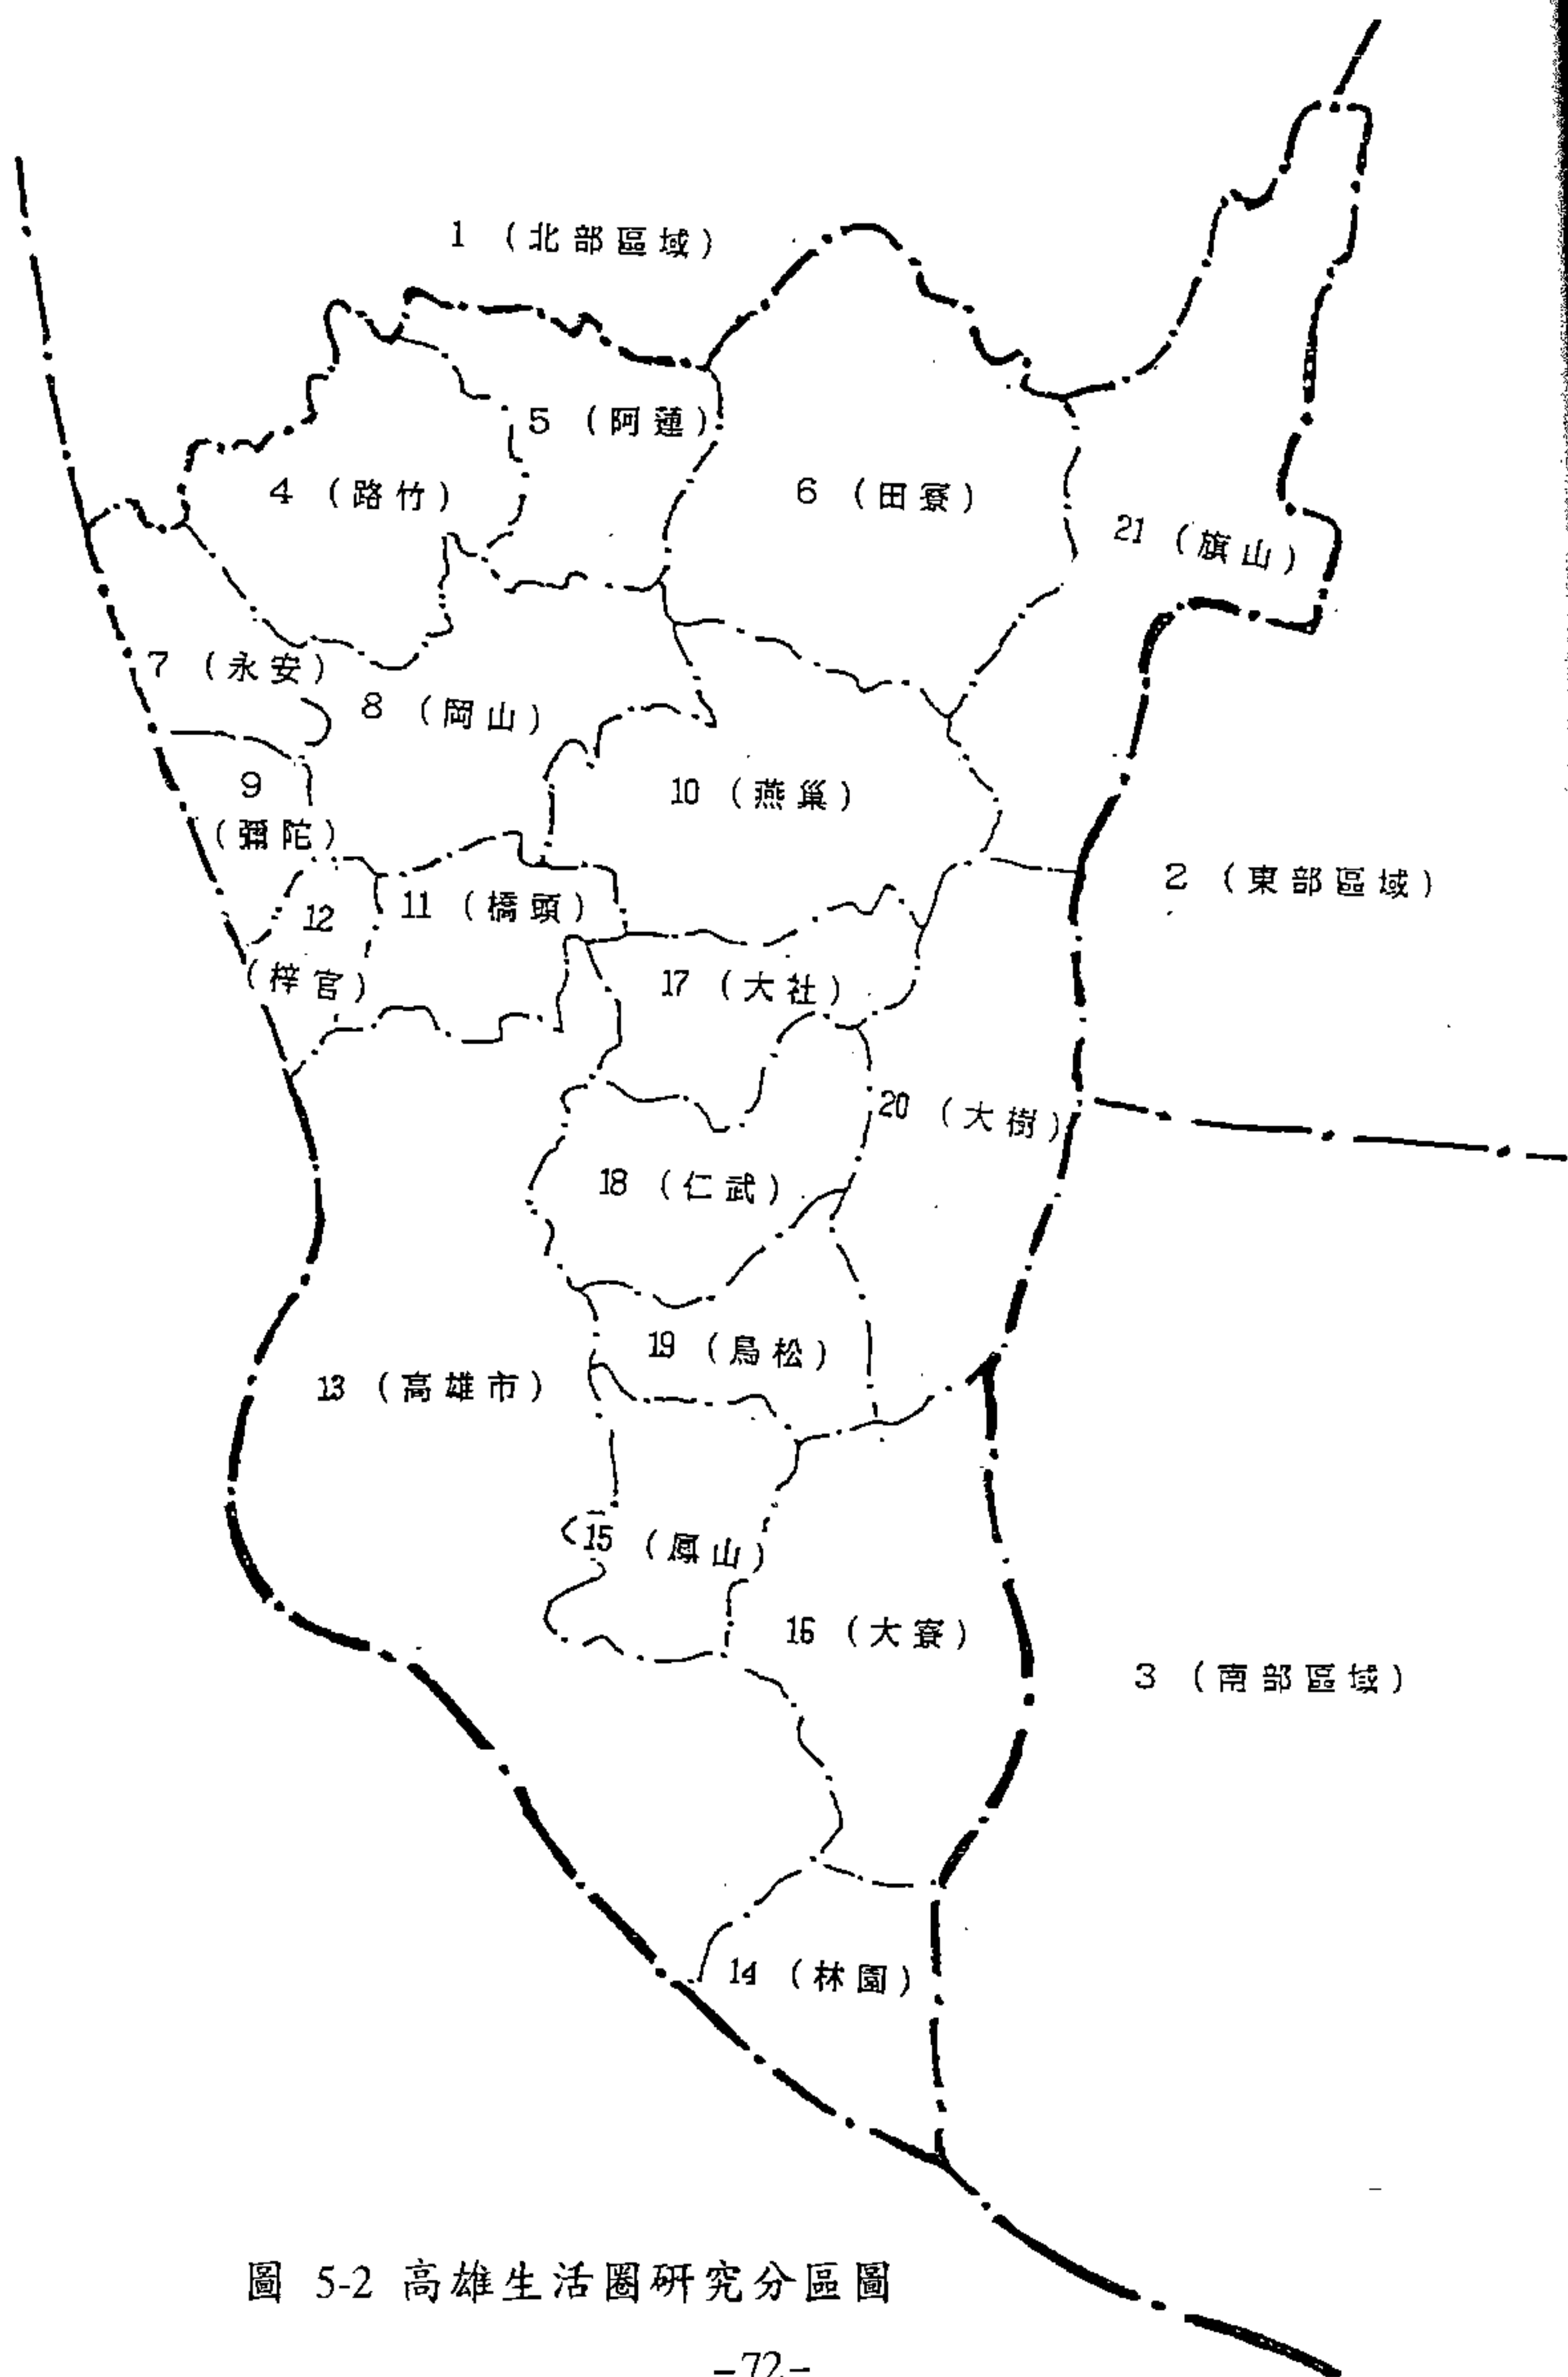 1 (北部區域)
5 (阿蓮)
4 (路竹)
6 (田寮)
21 (旗山)
7 (永安)
8 (岡山)
9
(彌陀)
10 (燕巢)
2 (東部區域)
11 (橋頭)
12
(梓官)
17 (大社)
20 (大樹)
18 (仁武)
19 (鳥松)
13 (高雄市)
15 (鳳山)
16 (大寮)
3 (南部區域)
14 (林園)
圖 5-2 高雄生活圈研究分區圖
-72-